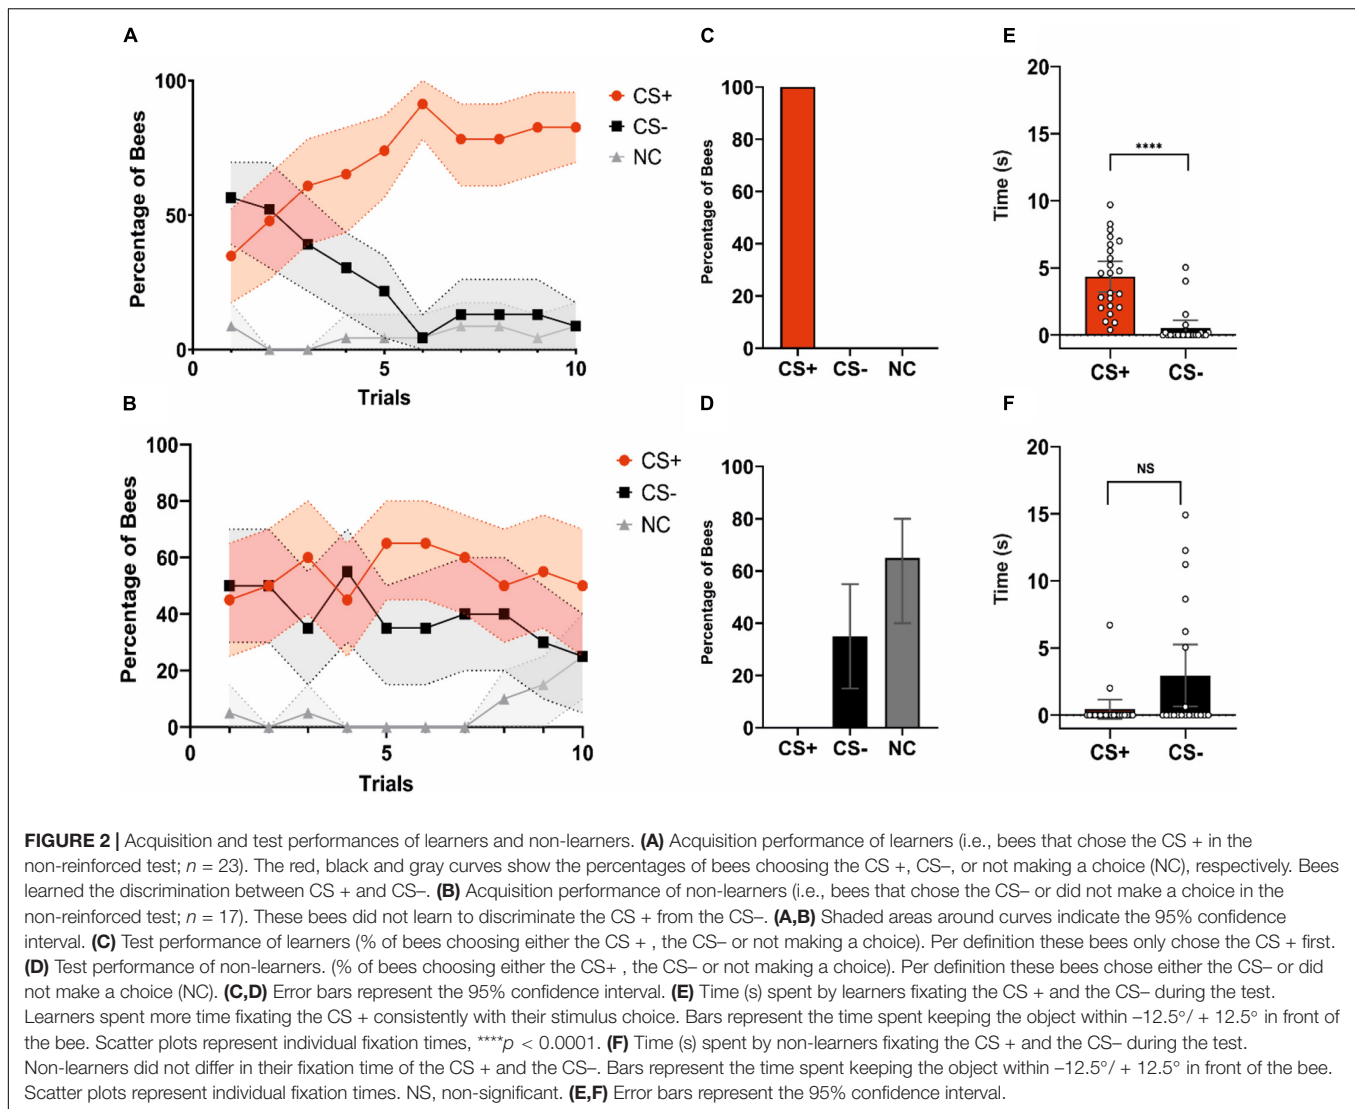 A
100
50
0
0
5
10
Percentage of Bees
Trials
CS+
CS-
NC
C
100
80
60
40
20
0
Percentage of Bees
CS+ CS- NC
E
20
15
10
5
0
Time (s)
****
CS+ CS-
B
100
80
60
40
20
0
0
5
10
Percentage of Bees
Trials
CS+
CS-
NC
D
100
80
60
40
20
0
Percentage of Bees
CS+ CS- NC
F
20
15
10
5
0
Time (s)
NS
CS+ CS-
FIGURE 2 | Acquisition and test performances of learners and non-learners. (A) Acquisition performance of learners (i.e., bees that chose the CS + in the
non-reinforced test; n = 23). The red, black and gray curves show the percentages of bees choosing the CS +, CS–, or not making a choice (NC), respectively. Bees
learned the discrimination between CS + and CS–. (B) Acquisition performance of non-learners (i.e., bees that chose the CS– or did not make a choice in the
non-reinforced test; n = 17). These bees did not learn to discriminate the CS + from the CS–. (A,B) Shaded areas around curves indicate the 95% confidence
interval. (C) Test performance of learners (% of bees choosing either the CS + , the CS– or not making a choice). Per definition these bees only chose the CS + first.
(D) Test performance of non-learners. (% of bees choosing either the CS+ , the CS– or not making a choice). Per definition these bees chose either the CS– or did
not make a choice (NC). (C,D) Error bars represent the 95% confidence interval. (E) Time (s) spent by learners fixating the CS + and the CS– during the test.
Learners spent more time fixating the CS + consistently with their stimulus choice. Bars represent the time spent keeping the object within –12.5°/ + 12.5° in front of
the bee. Scatter plots represent individual fixation times, ****p < 0.0001. (F) Time (s) spent by non-learners fixating the CS + and the CS– during the test.
Non-learners did not differ in their fixation time of the CS + and the CS–. Bars represent the time spent keeping the object within –12.5°/ + 12.5° in front of the bee.
Scatter plots represent individual fixation times. NS, non-significant. (E,F) Error bars represent the 95% confidence interval.